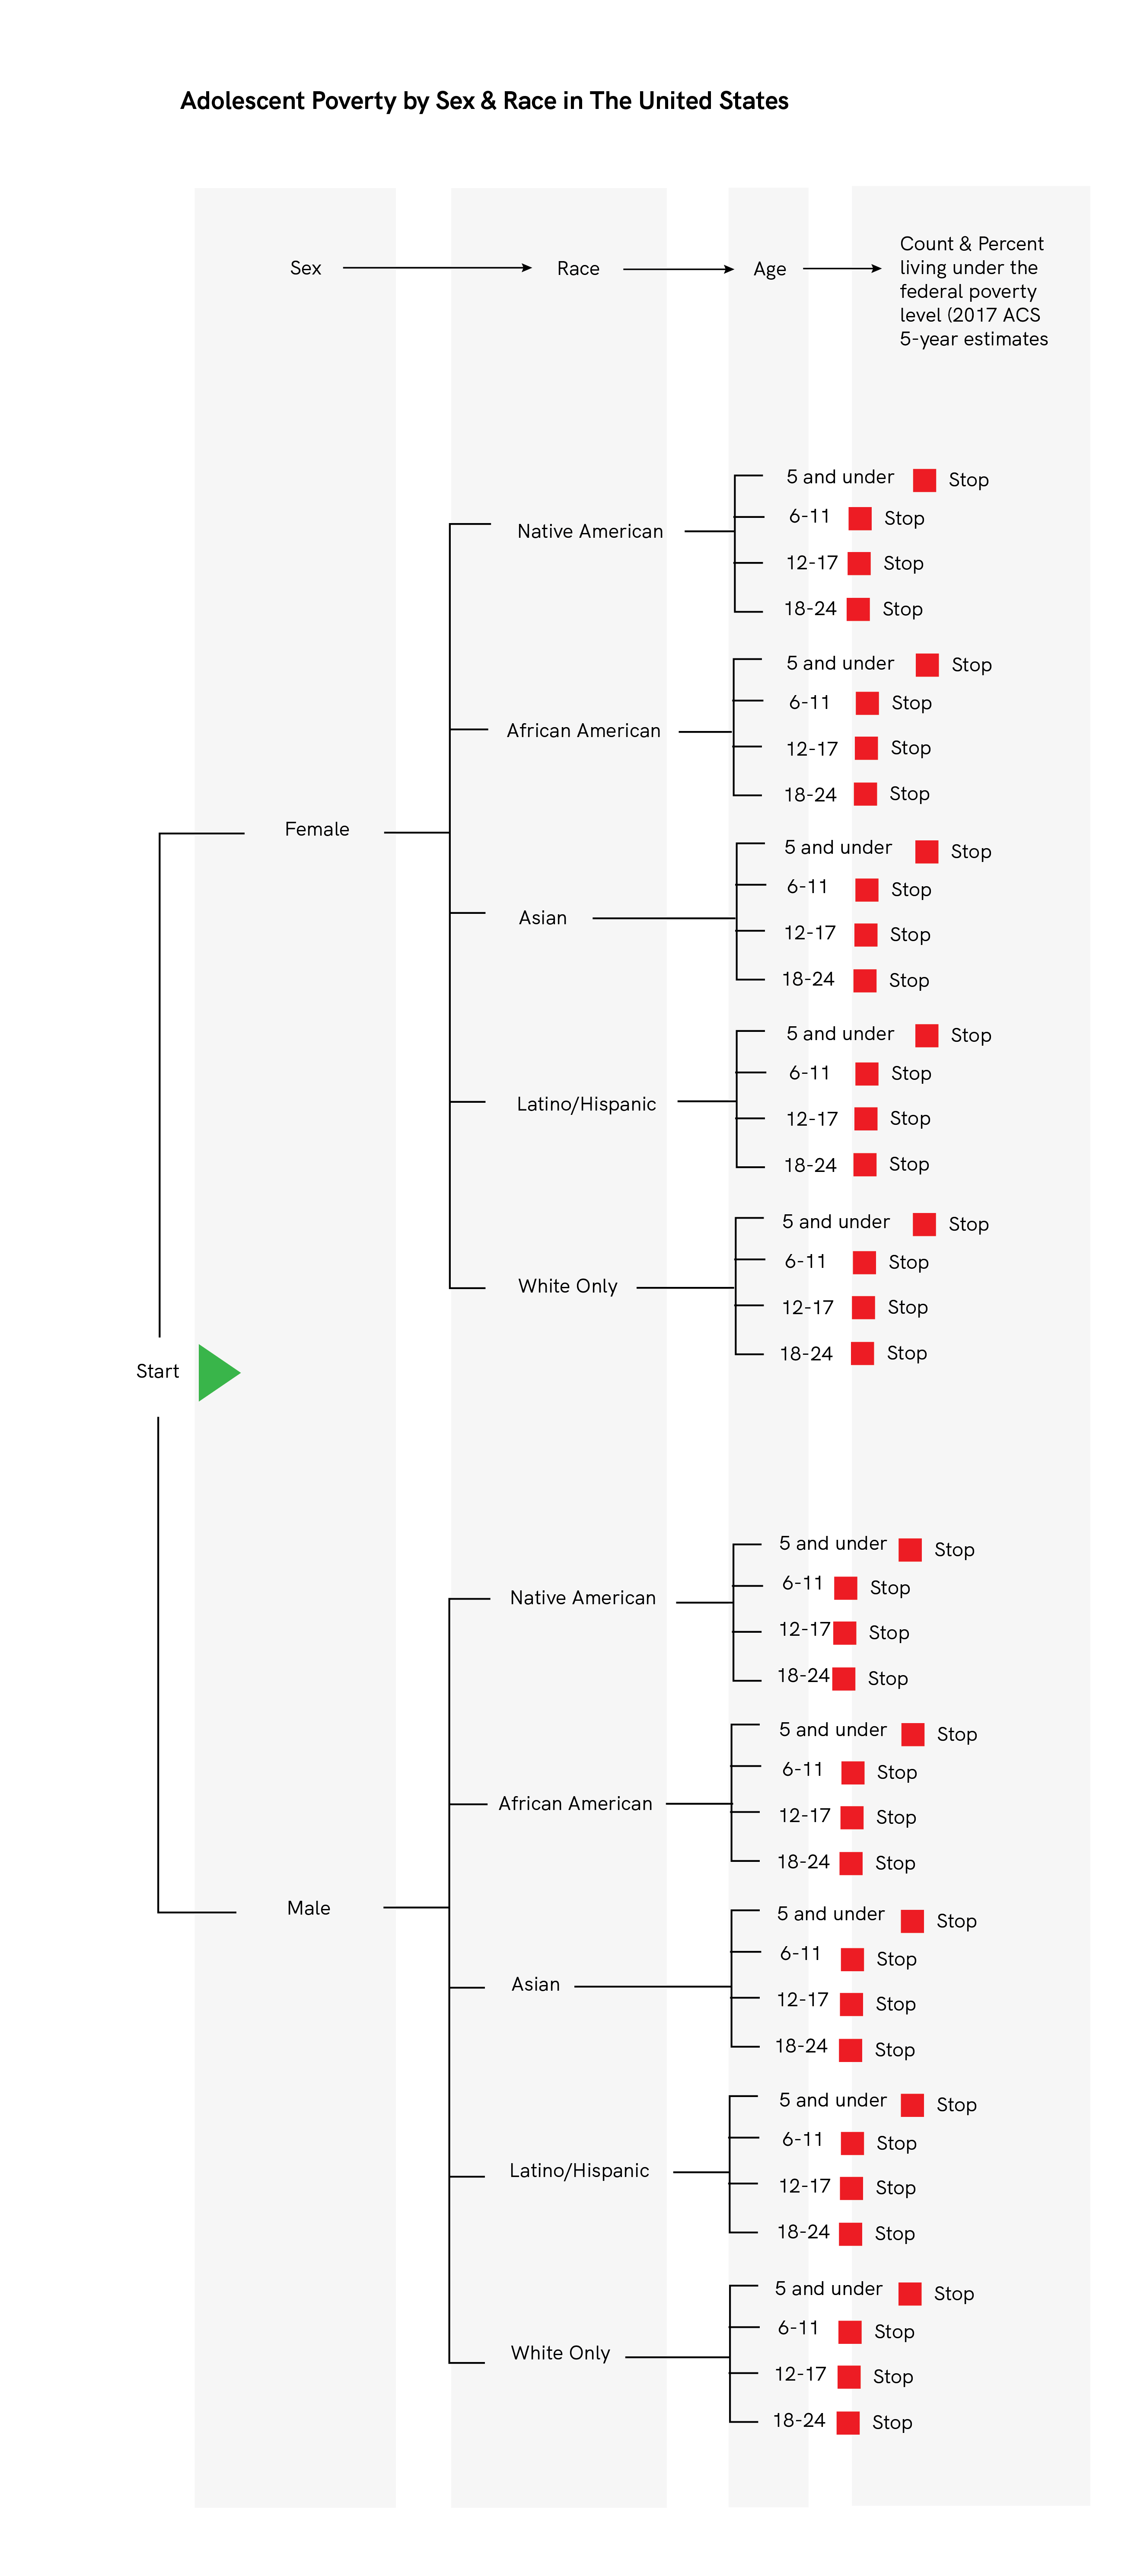 Adolescent Poverty by Sex & Race in The United States
Sex
Race
Age
Count & Percent
living under the
federal poverty
level (2017 ACS
5-year estimates
Start
Female
Native American
5 and under Stop
6-11 Stop
12-17 Stop
18-24 Stop
African American
5 and under Stop
6-11 Stop
12-17 Stop
18-24 Stop
Asian
5 and under Stop
6-11 Stop
12-17 Stop
18-24 Stop
Latino/Hispanic
5 and under Stop
6-11 Stop
12-17 Stop
18-24 Stop
White Only
5 and under Stop
6-11 Stop
12-17 Stop
18-24 Stop
Male
Native American
5 and under Stop
6-11 Stop
12-17 Stop
18-24 Stop
African American
5 and under Stop
6-11 Stop
12-17 Stop
18-24 Stop
Asian
5 and under Stop
6-11 Stop
12-17 Stop
18-24 Stop
Latino/Hispanic
5 and under Stop
6-11 Stop
12-17 Stop
18-24 Stop
White Only
5 and under Stop
6-11 Stop
12-17 Stop
18-24 Stop